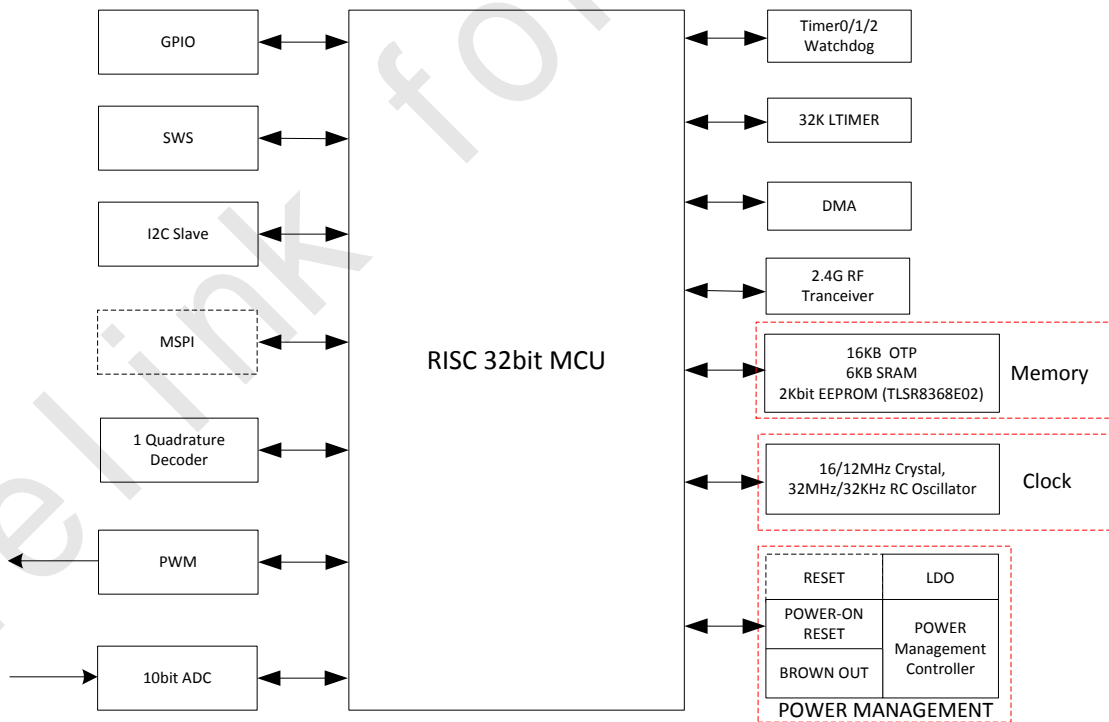 GPIO
SWS
I2C Slave
MSPI
1 Quadrature
Decoder
PWM
10bit ADC
RISC 32bit MCU
Timer0/1/2
Watchdog
32K LTIMER
DMA
2.4G RF
Tranceiver
16KB OTP
6KB SRAM
2Kbit EEPROM (TLSR8368E02)
Memory
16/12MHz Crystal,
32MHz/32KHz RC Oscillator
Clock
RESET
LDO
POWER-ON
RESET
POWER
Management
Controller
BROWN OUT
POWER MANAGEMENT
elink fo